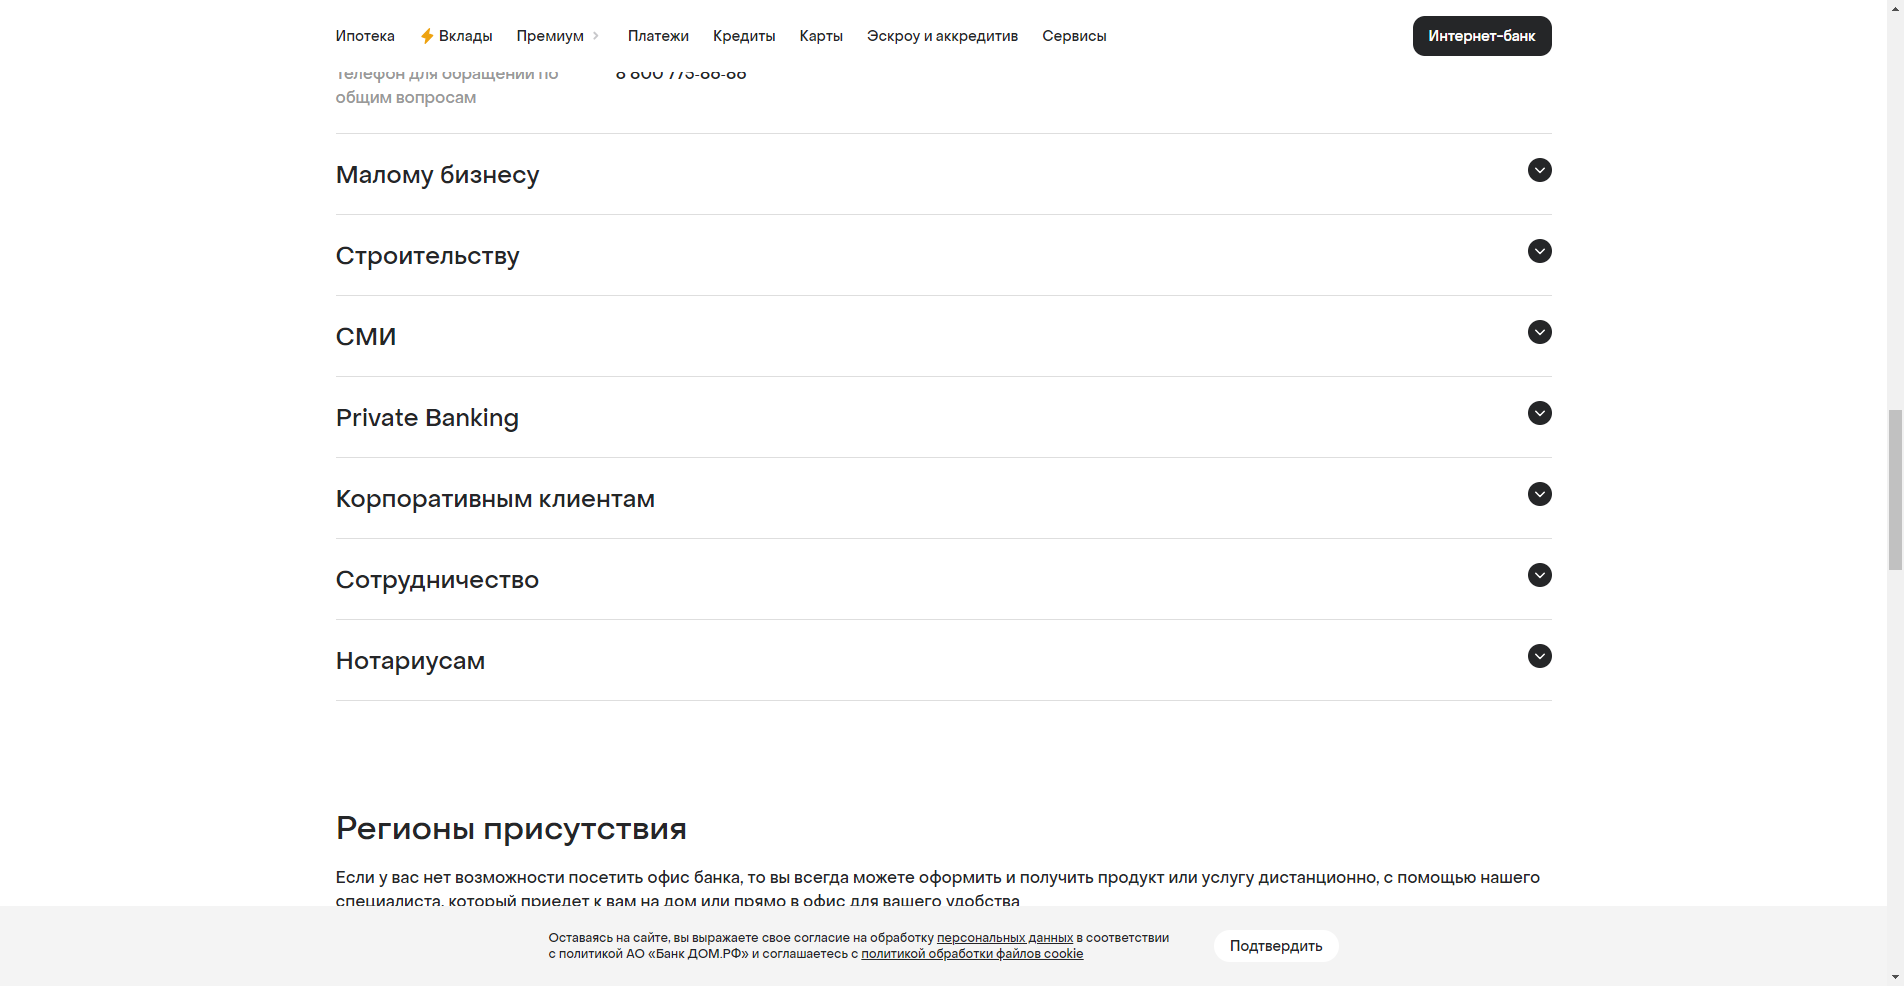 Ипотека Вклады Премиум Платежи Кредиты Карты Эскроу и аккредитив Сервисы Интернет-банк
Телефон для обращений по 8 800 775-86-86
общим вопросам
Малому бизнесу
Строительству
СМИ
Private Banking
Корпоративным клиентам
Сотрудничество
Нотариусам
Регионы присутствия
Если у вас нет возможности посетить офис банка, то вы всегда можете оформить и получить продукт или услугу дистанционно, с помощью нашего
специалиста, который приедет к вам на дом или прямо в офис для вашего удобства
Оставаясь на сайте, вы выражаете свое согласие на обработку персональных данных в соответствии
с политикой АО «Банк ДОМ.РФ» и соглашаетесь с политикой обработки файлов cookie
Подтвердить